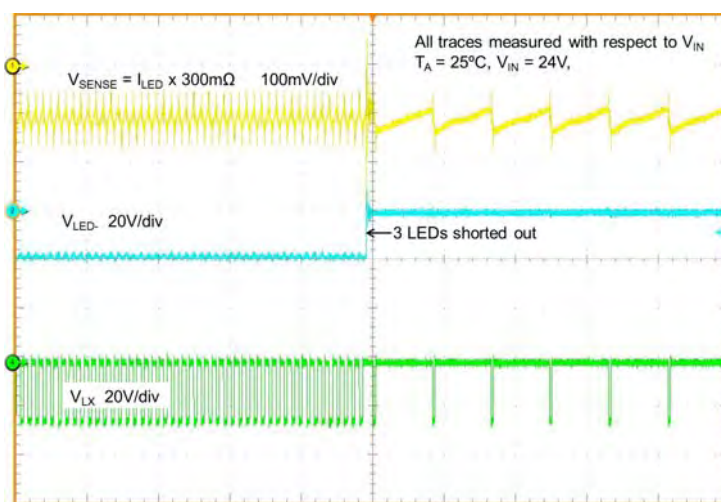 All traces measured with respect to VIN
TA = 25ºC, VIN = 24V,
VSENSE = ILED x 300mΩ 100mV/div
VLED- 20V/div
3 LEDs shorted out
VLX 20V/div